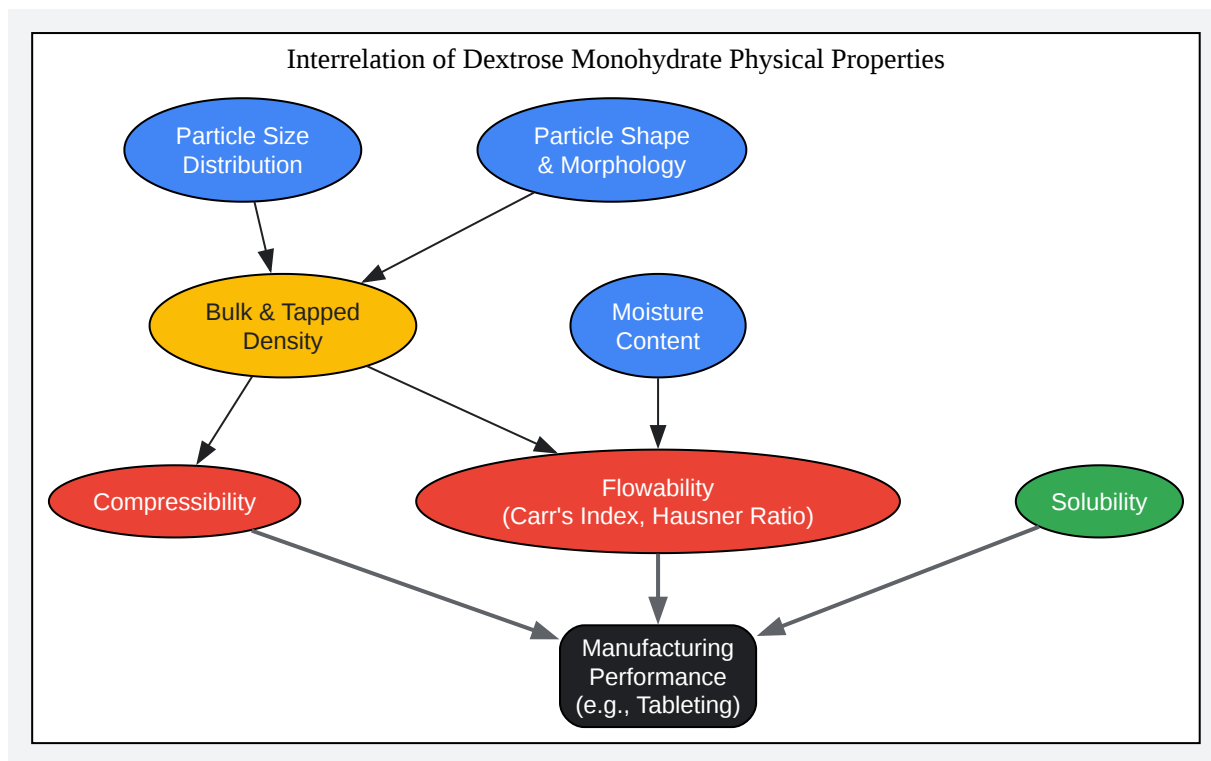 Interrelation of Dextrose Monohydrate Physical Properties
Particle Size
Distribution
Particle Shape
& Morphology
Bulk & Tapped
Density
Moisture
Content
Compressibility
Flowability
(Carr's Index, Hausner Ratio)
Solubility
Manufacturing
Performance
(e.g., Tableting)